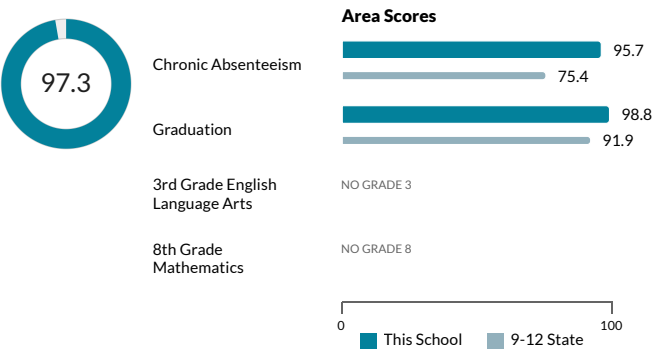 Area Scores
97.3
Chronic Absenteeism
95.7
75.4
Graduation
98.8
91.9
3rd Grade English
Language Arts
NO GRADE 3
8th Grade
Mathematics
NO GRADE 8
0
100
This School
9-12 State